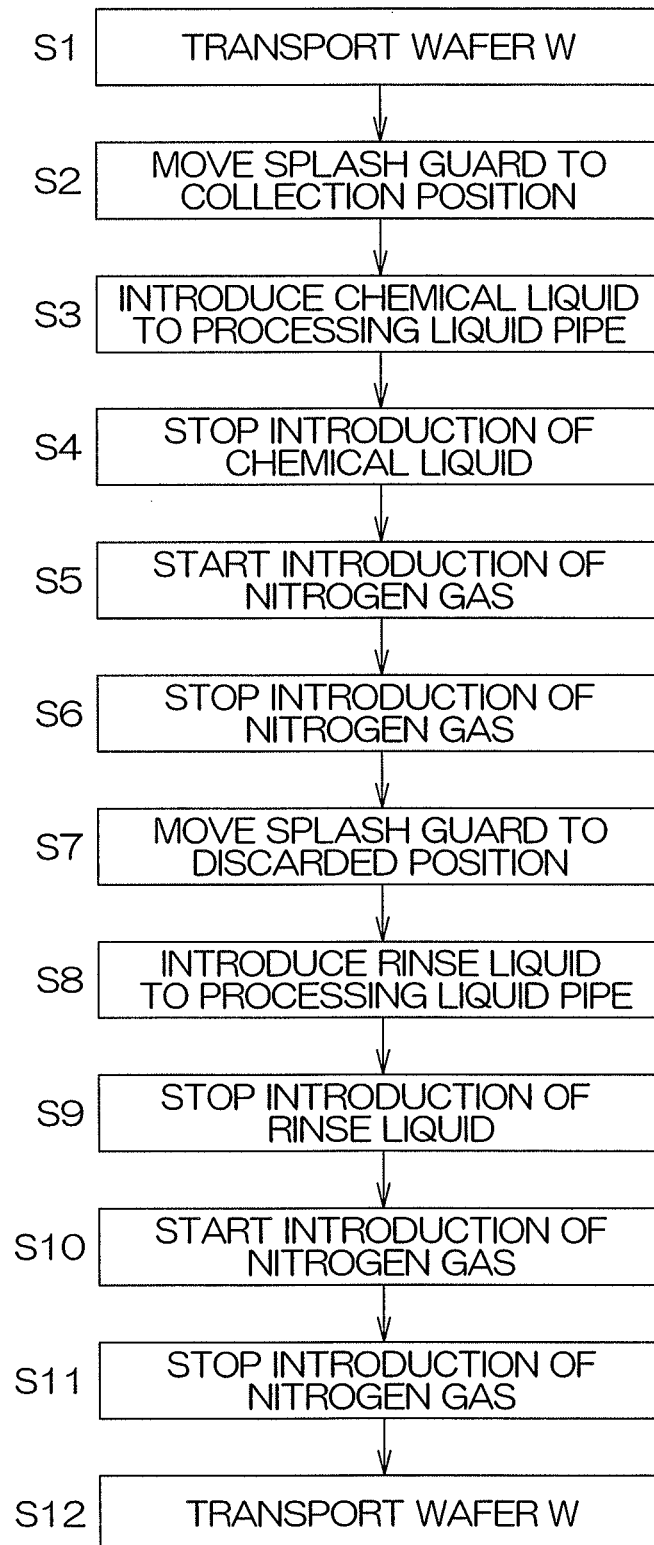 S1 TRANSPORT WAFER W
S2 MOVE SPLASH GUARD TO
COLLECTION POSITION
S3 INTRODUCE CHEMICAL LIQUID
TO PROCESSING LIQUID PIPE
S4 STOP INTRODUCTION OF
CHEMICAL LIQUID
S5 START INTRODUCTION OF
NITROGEN GAS
S6 STOP INTRODUCTION OF
NITROGEN GAS
S7 MOVE SPLASH GUARD TO
DISCARDED POSITION
S8 INTRODUCE RINSE LIQUID
TO PROCESSING LIQUID PIPE
S9 STOP INTRODUCTION OF
RINSE LIQUID
S10 START INTRODUCTION OF
NITROGEN GAS
S11 STOP INTRODUCTION OF
NITROGEN GAS
S12 TRANSPORT WAFER W